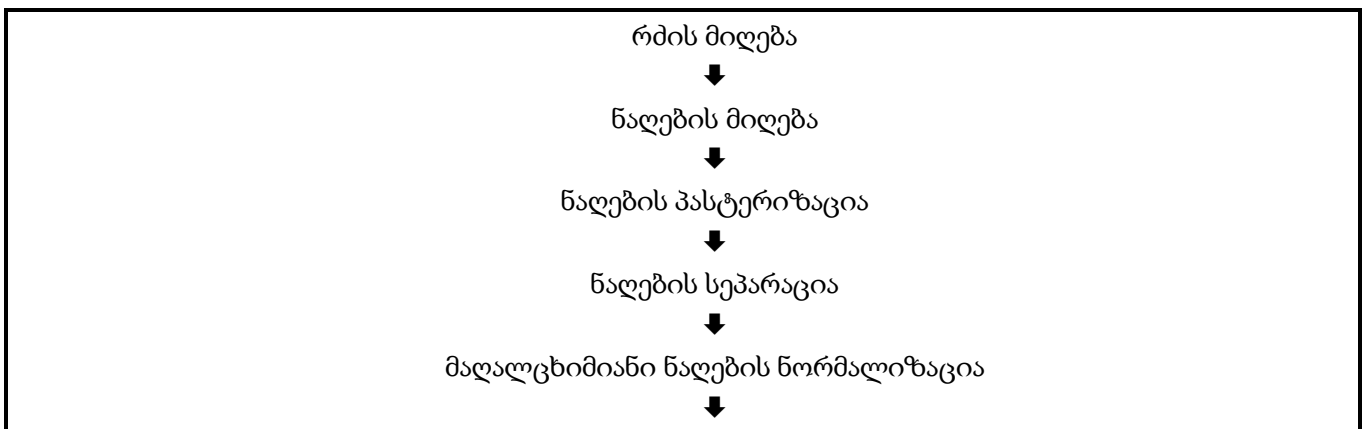 რძის მიღება
ნაღების მიღება
ნაღების პასტერიზაცია
ნაღების სეპარაცია
მაღალცხიმიანი ნაღების ნორმალიზაცია